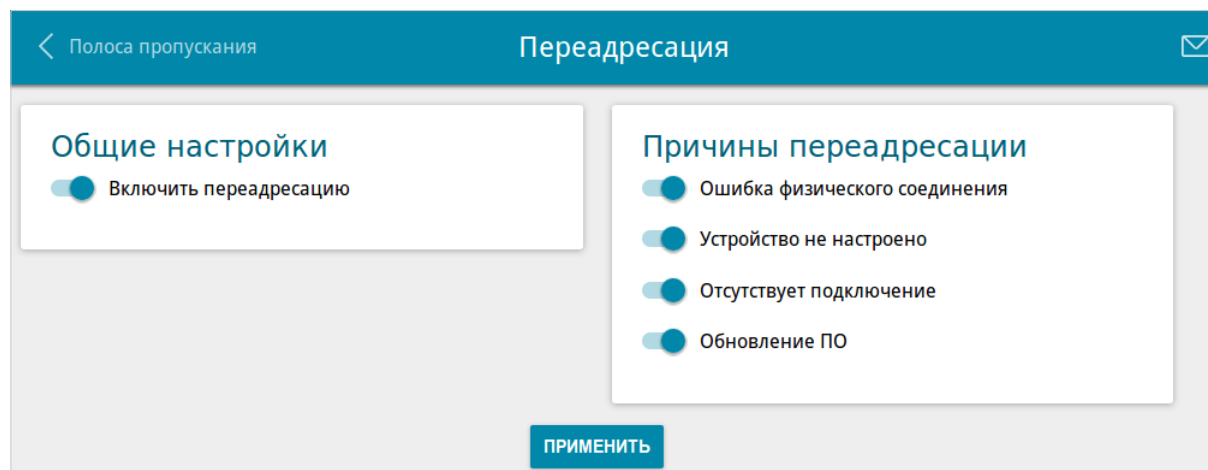 Полоса пропускания
Переадресация
Общие настройки
Включить переадресацию
Причины переадресации
Ошибка физического соединения
Устройство не настроено
Отсутствует подключение
Обновление ПО
ПРИМЕНИТЬ